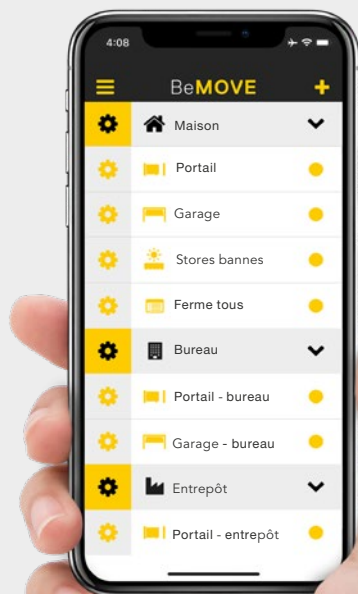 4:08
BeMOVE
Maison
Portail
Garage
Stores bannes
Ferme tous
Bureau
Portail - bureau
Garage - bureau
Entrepôt
Portail - entrepôt